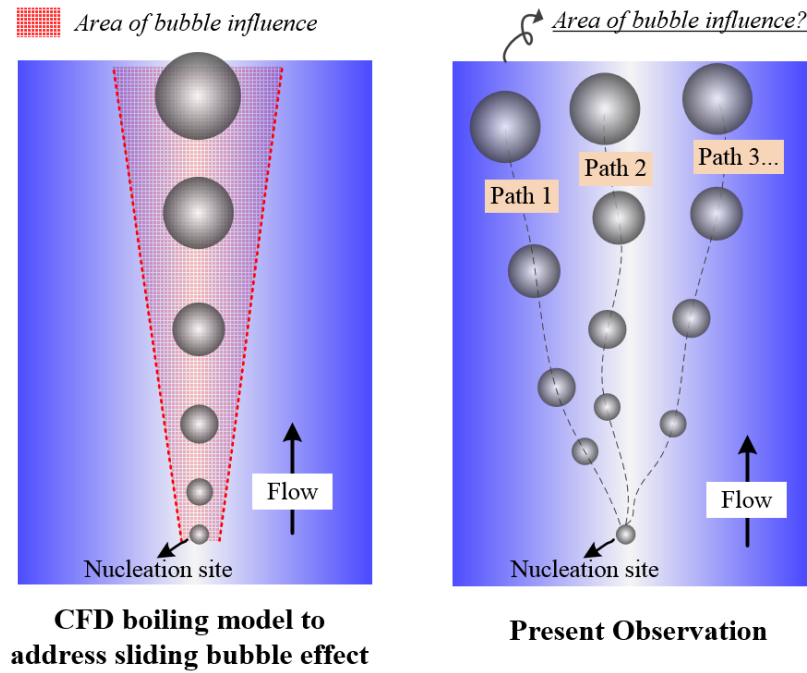 Area of bubble influence
Flow
Nucleation site
CFD boiling model to
address sliding bubble effect
Area of bubble influence?
Path 1
Path 2
Path 3...
Flow
Nucleation site
Present Observation